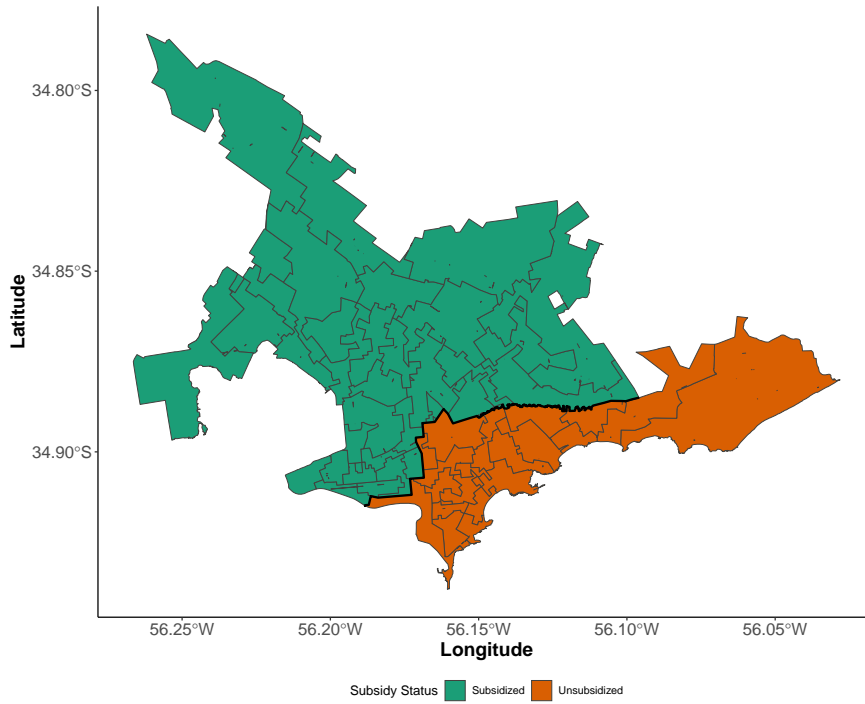 34.80°S
34.85°S
34.90°S
Latitude
56.25°W 56.20°W 56.15°W 56.10°W 56.05°W
Longitude
Subsidy Status Subsidized Unsubsidized